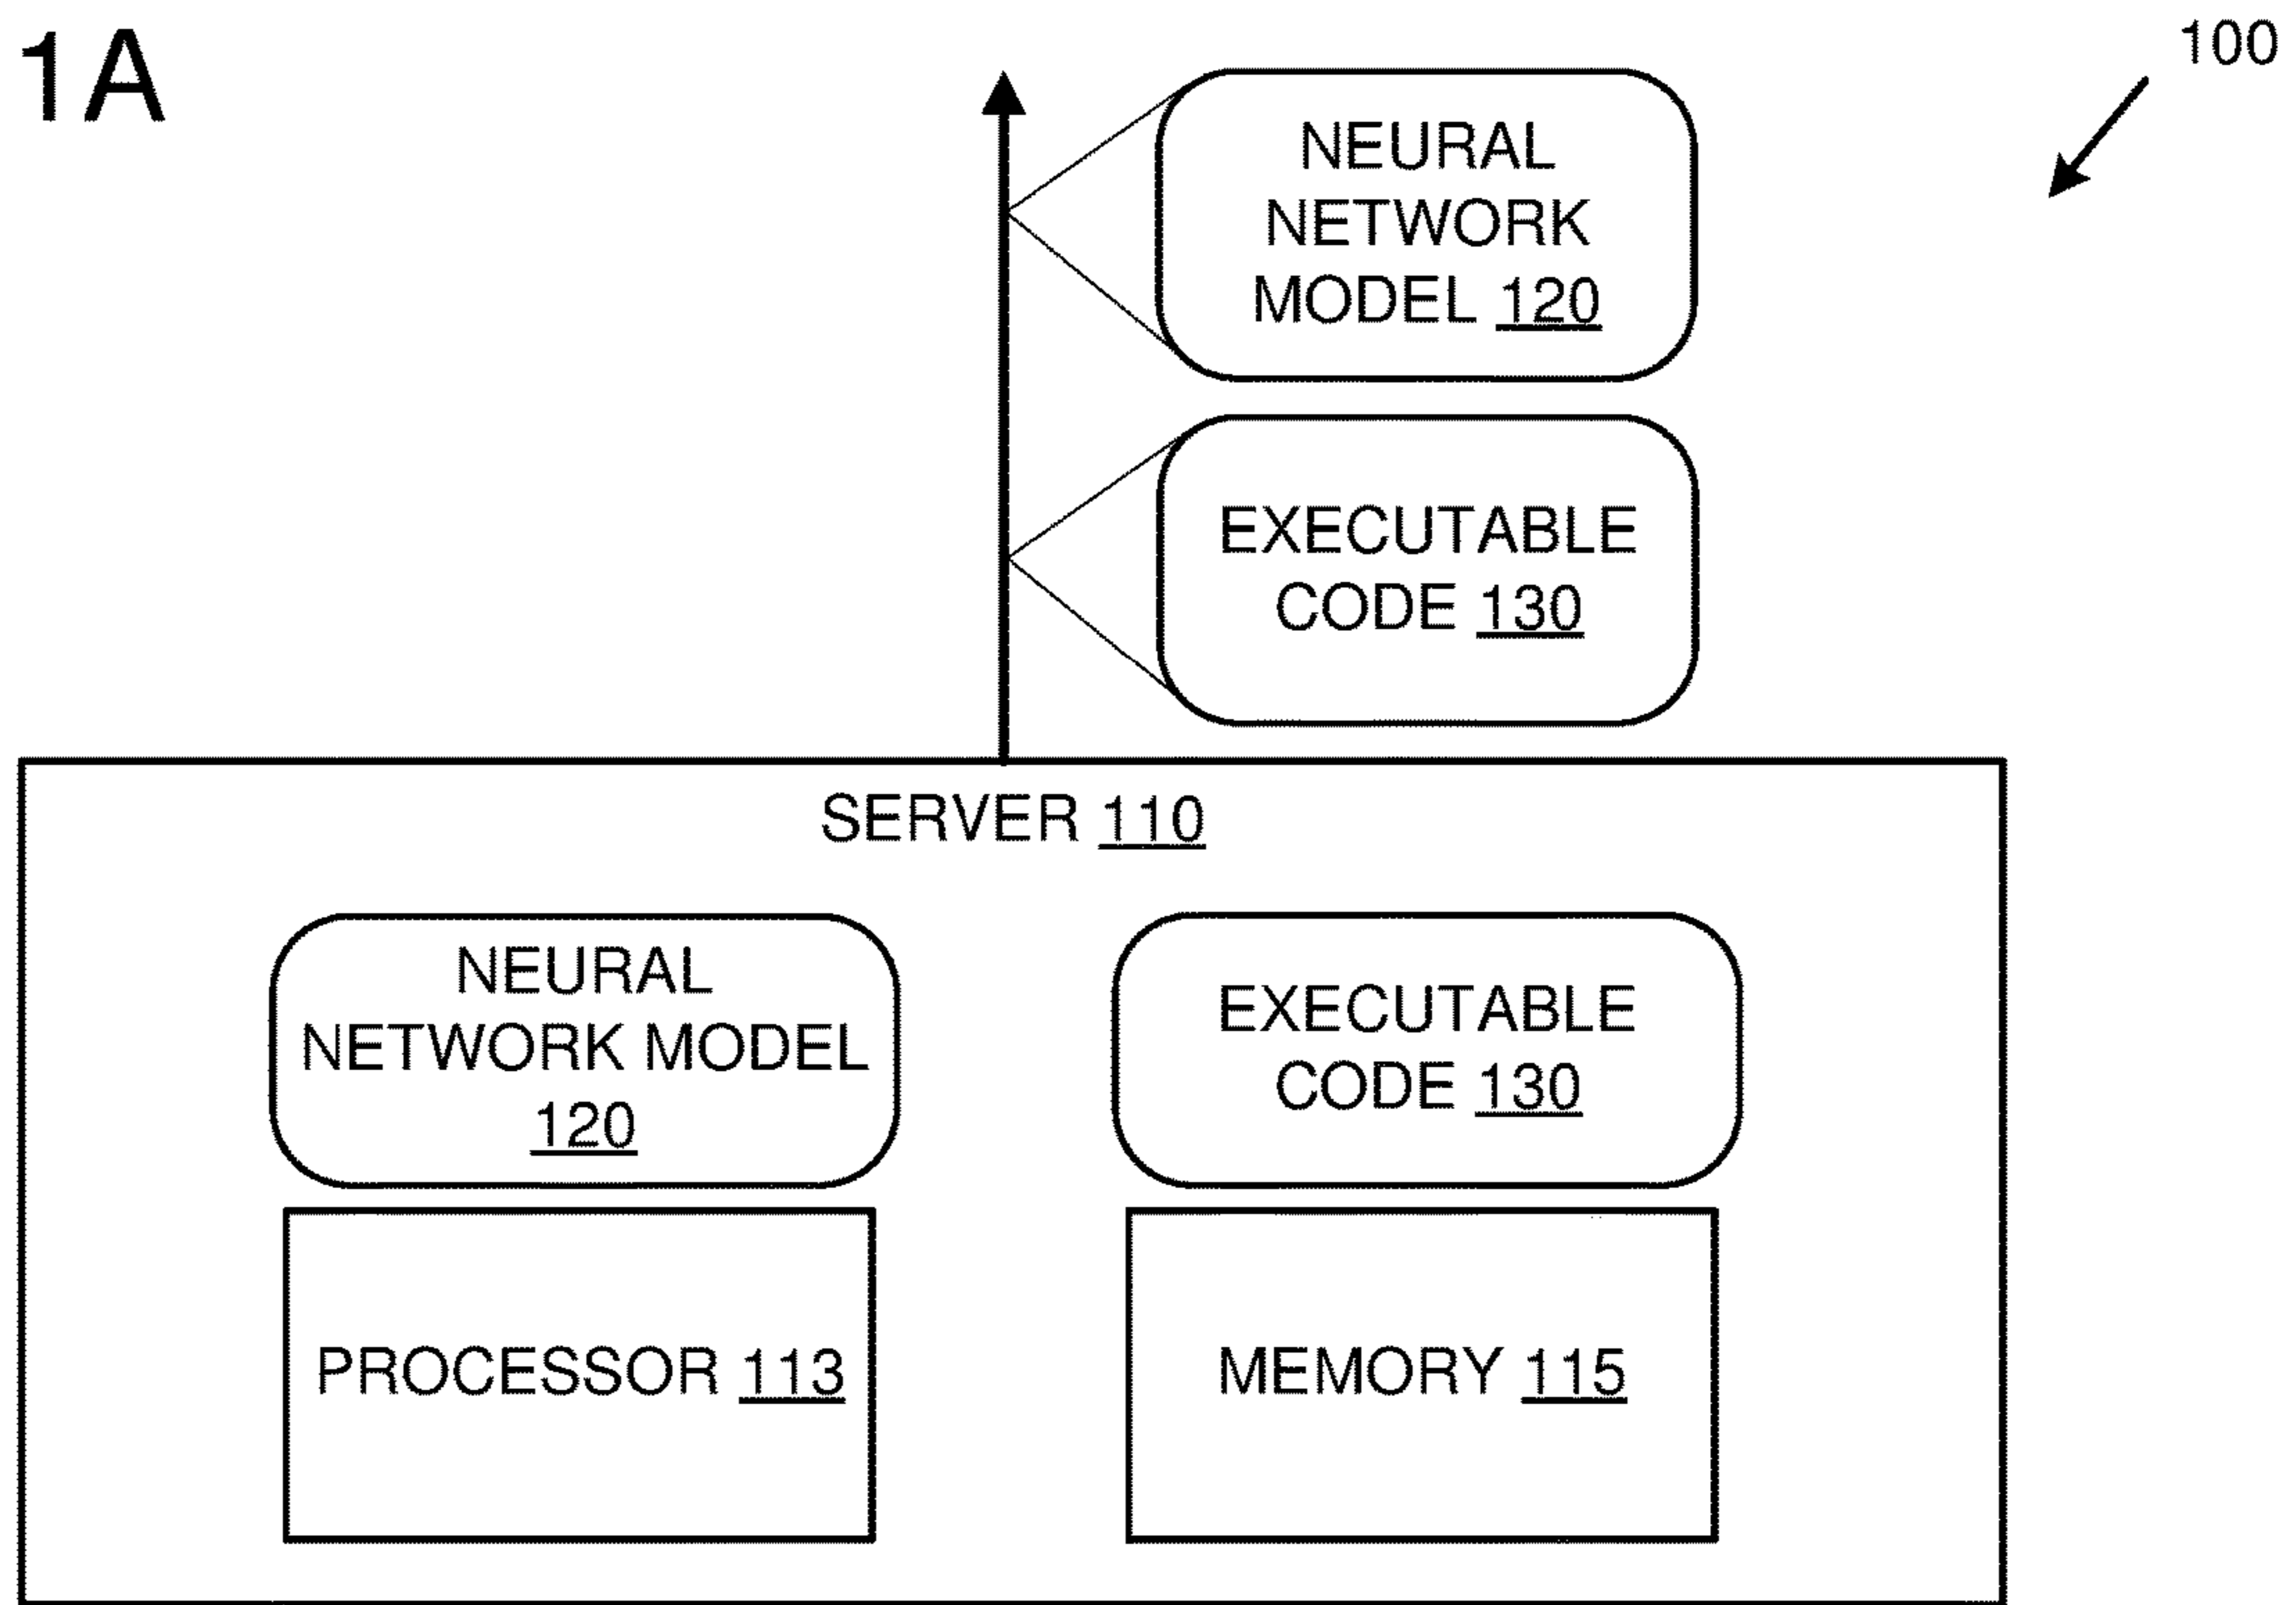 1A
100
NEURAL
NETWORK
MODEL 120
EXECUTABLE
CODE 130
SERVER 110
NEURAL
NETWORK MODEL
120
EXECUTABLE
CODE 130
PROCESSOR 113
MEMORY 115